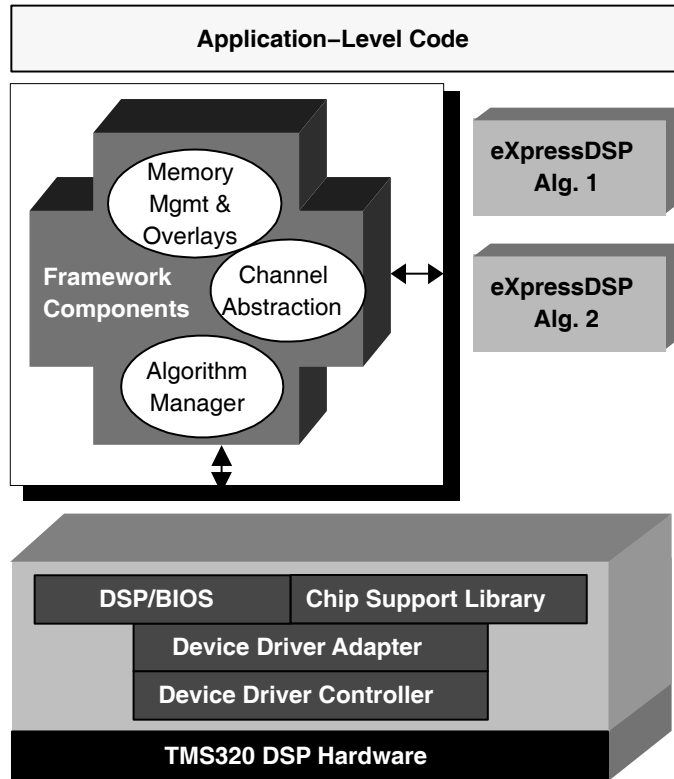 Application–Level Code
Memory
Mgmt &
Overlays
Framework
Components
Channel
Abstraction
Algorithm
Manager
eXpressDSP
Alg. 1
eXpressDSP
Alg. 2
DSP/BIOS
Chip Support Library
Device Driver Adapter
Device Driver Controller
TMS320 DSP Hardware